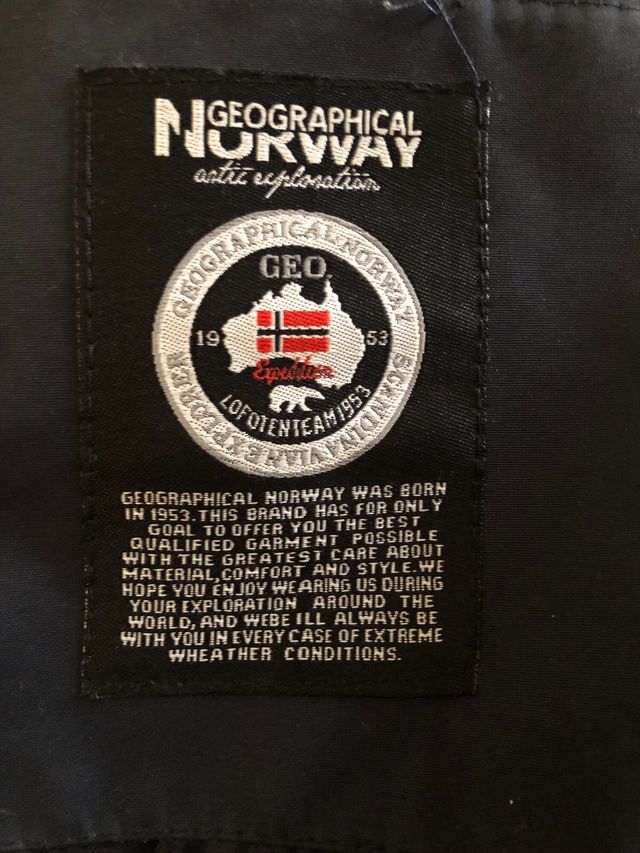 GEOGRAPHICAL
NORWAY
astic exploration
GEOGRAPHICAL NORWAY SCANDINAVIAN EXPLORER
GEO.
19 53
Expedition
LOFOTENTEAM1953
GEOGRAPHICAL NORWAY WAS BORN
IN 1953.THIS BRAND HAS FOR ONLY
GOAL TO OFFER YOU THE BEST
QUALIFIED GARMENT POSSIBLE
WITH THE GREATEST CARE ABOUT
MATERIAL,COMFORT AND STYLE.WE
HOPE YOU ENJOY WEARING US DURING
YOUR EXPLORATION AROUND THE
WORLD, AND WEBE ILL ALWAYS BE
WITH YOU IN EVERY CASE OF EXTREME
WHEATHER CONDITIONS.